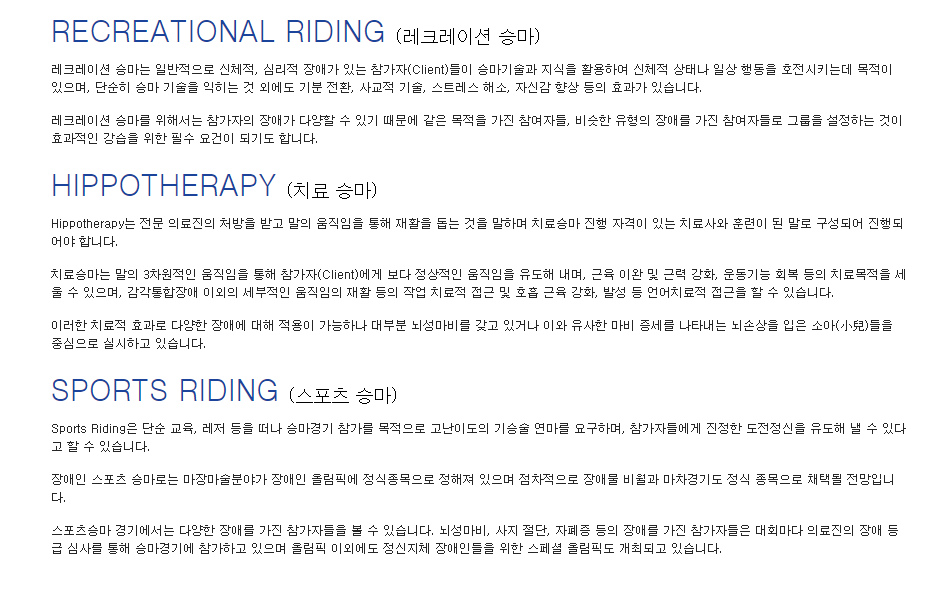 RECREATIONAL RIDING (레크레이션 승마)
레크레이션 승마는 일반적으로 신체적, 심리적 장애가 있는 참가자(Client)들이 승마기술과 지식을 활용하여 신체적 상태나 일상 행동을 호전시키는데 목적이
있으며, 단순히 승마 기술을 익히는 것 외에도 기분 전환, 사교적 기술, 스트레스 해소, 자신감 향상 등의 효과가 있습니다.
레크레이션 승마를 위해서는 참가자의 장애가 다양할 수 있기 때문에 같은 목적을 가진 참여자들, 비슷한 유형의 장애를 가진 참여자들로 그룹을 설정하는 것이
효과적인 강습을 위한 필수 요건이 되기도 합니다.
HIPPOTHERAPY (치료 승마)
Hippotherapy는 전문 의료진의 처방을 받고 말의 움직임을 통해 재활을 돕는 것을 말하며 치료승마 진행 자격이 있는 치료사와 훈련이 된 말로 구성되어 진행되
어야 합니다.
치료승마는 말의 3차원적인 움직임을 통해 참가자(Client)에게 보다 정상적인 움직임을 유도해 내며, 근육 이완 및 근력 강화, 운동기능 회복 등의 치료목적을 세
울 수 있으며, 감각통합장애 이외의 세부적인 움직임의 재활 등의 작업 치료적 접근 및 호흡 근육 강화, 발성 등 언어치료적 접근을 할 수 있습니다.
이러한 치료적 효과로 다양한 장애에 대해 적용이 가능하나 대부분 뇌성마비를 갖고 있거나 이와 유사한 마비 증세를 나타내는 뇌손상을 입은 소아(小兒)들을
중심으로 실시하고 있습니다.
SPORTS RIDING (스포츠 승마)
Sports Riding은 단순 교육, 레저 등을 떠나 승마경기 참가를 목적으로 고난이도의 기승술 연마를 요구하며, 참가자들에게 진정한 도전정신을 유도해 낼 수 있다
고 할 수 있습니다.
장애인 스포츠 승마로는 마장마술분야가 장애인 올림픽에 정식종목으로 정해져 있으며 점차적으로 장애물 비월과 마차경기도 정식 종목으로 채택될 전망입니
다.
스포츠승마 경기에서는 다양한 장애를 가진 참가자들을 볼 수 있습니다. 뇌성마비, 사지 절단, 자폐증 등의 장애를 가진 참가자들은 대회마다 의료진의 장애 등
급 심사를 통해 승마경기에 참가하고 있으며 올림픽 이외에도 정신지체 장애인들을 위한 스페셜 올림픽도 개최되고 있습니다.